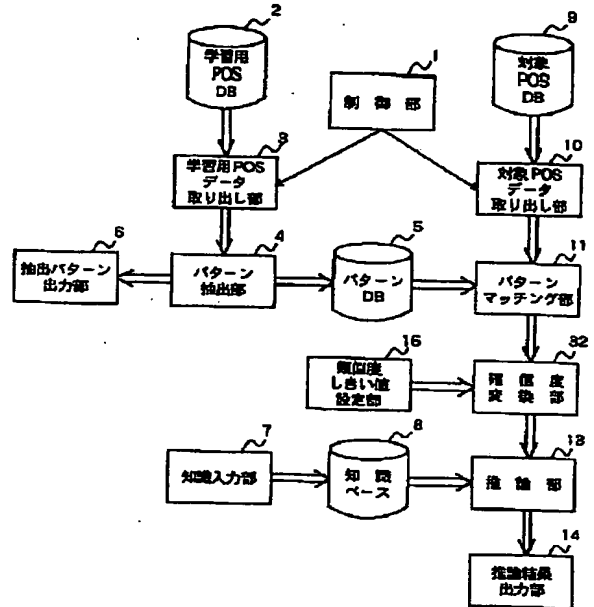 2
学習用
POS
DB
9
対象
POS
DB
1
制御部
3
学習用POS
データ
取り出し部
10
対象POS
データ
取り出し部
6
抽出パターン
出力部
4
パターン
抽出部
5
パターン
DB
11
パターン
マッチング部
15
類似度
しきい値
設定部
32
確信度
変換部
7
知識入力部
8
知識
ベース
13
推論部
14
推論結果
出力部